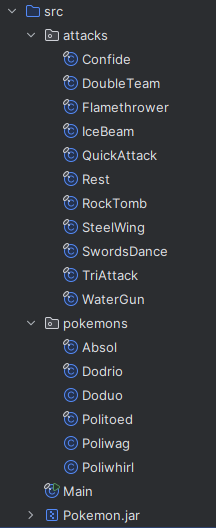 src
attacks
Confide
DoubleTeam
Flamethrower
IceBeam
QuickAttack
Rest
RockTomb
SteelWing
SwordsDance
TriAttack
WaterGun
pokemons
Absol
Dodrio
Doduo
Politoed
Poliwag
Poliwhirl
Main
Pokemon.jar